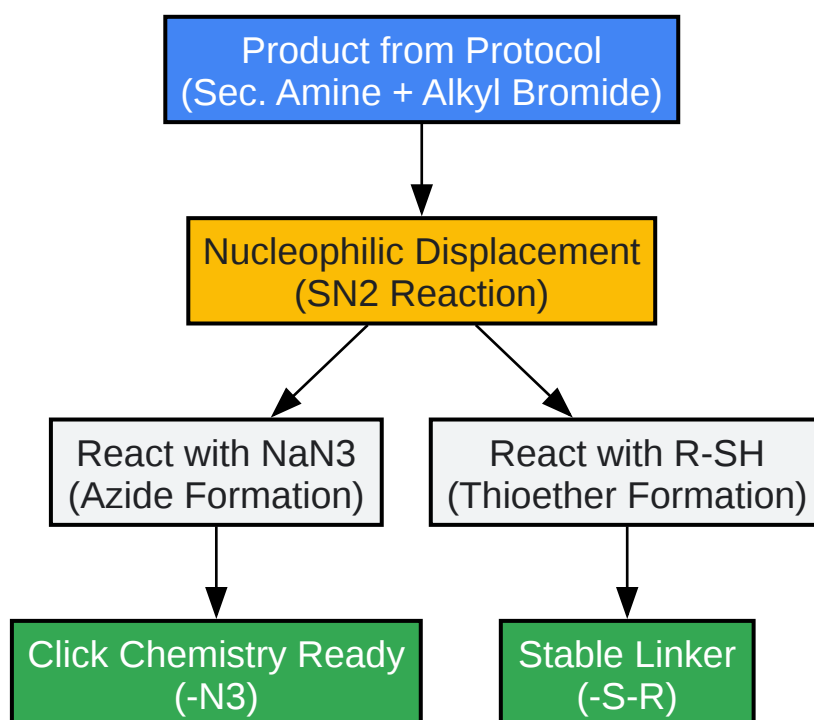 Product from Protocol
(Sec. Amine + Alkyl Bromide)
Nucleophilic Displacement
(SN2 Reaction)
React with NaN3
(Azide Formation)
React with R-SH
(Thioether Formation)
Click Chemistry Ready
(-N3)
Stable Linker
(-S-R)